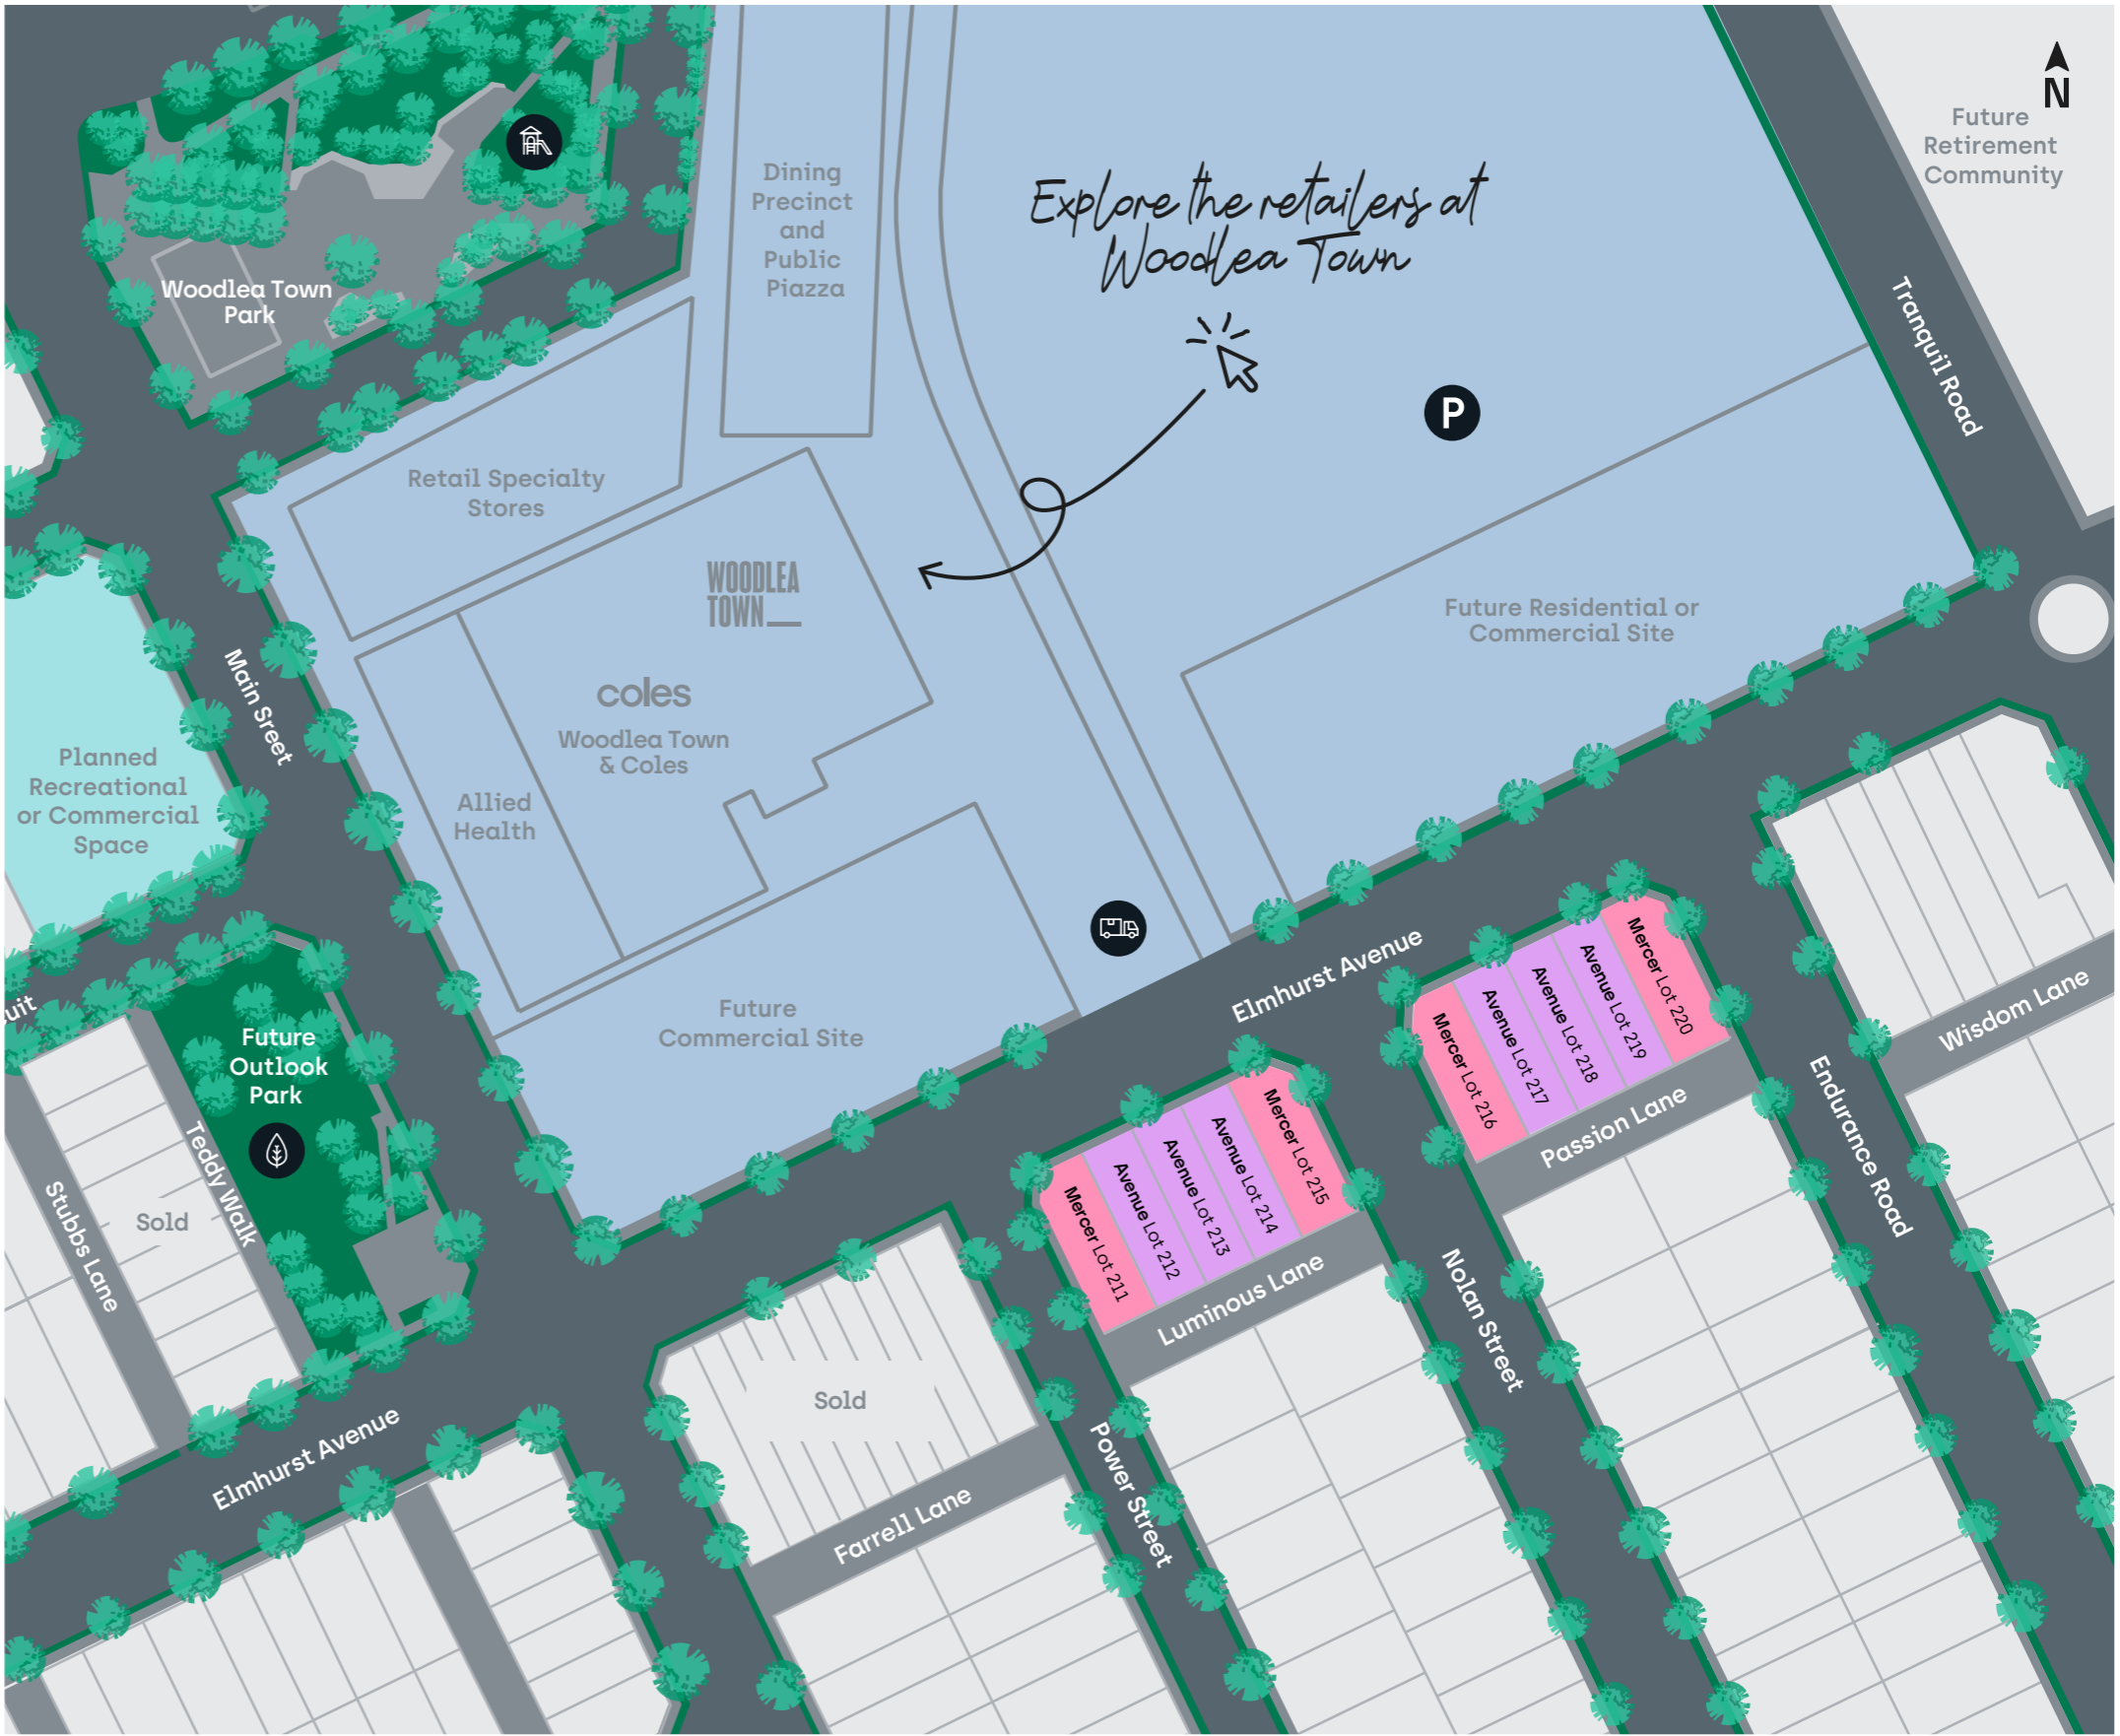 N
Future
Retirement
Community
Dining
Precinct
and
Public
Piazza
Explore the retailers at
Woodlea Town
Woodlea Town
Park
Tranquil Road
P
Retail Specialty
Stores
WOODLEA
TOWN
Future Residential or
Commercial Site
Main Sreet
coles
Woodlea Town
& Coles
Planned
Recreational
or Commercial
Space
Allied
Health
Elmhurst Avenue
Mercer Lot 216
Avenue Lot 217
Avenue Lot 218
Avenue Lot 219
Mercer Lot 220
Wisdom Lane
uit
Future
Commercial Site
Future
Outlook
Park
Passion Lane
Endurance Road
Mercer Lot 211
Avenue Lot 212
Avenue Lot 213
Avenue Lot 214
Mercer Lot 215
Teddy Walk
Stubbs Lane
Sold
Luminous Lane
Nolan Street
Sold
Elmhurst Avenue
Power Street
Farrell Lane